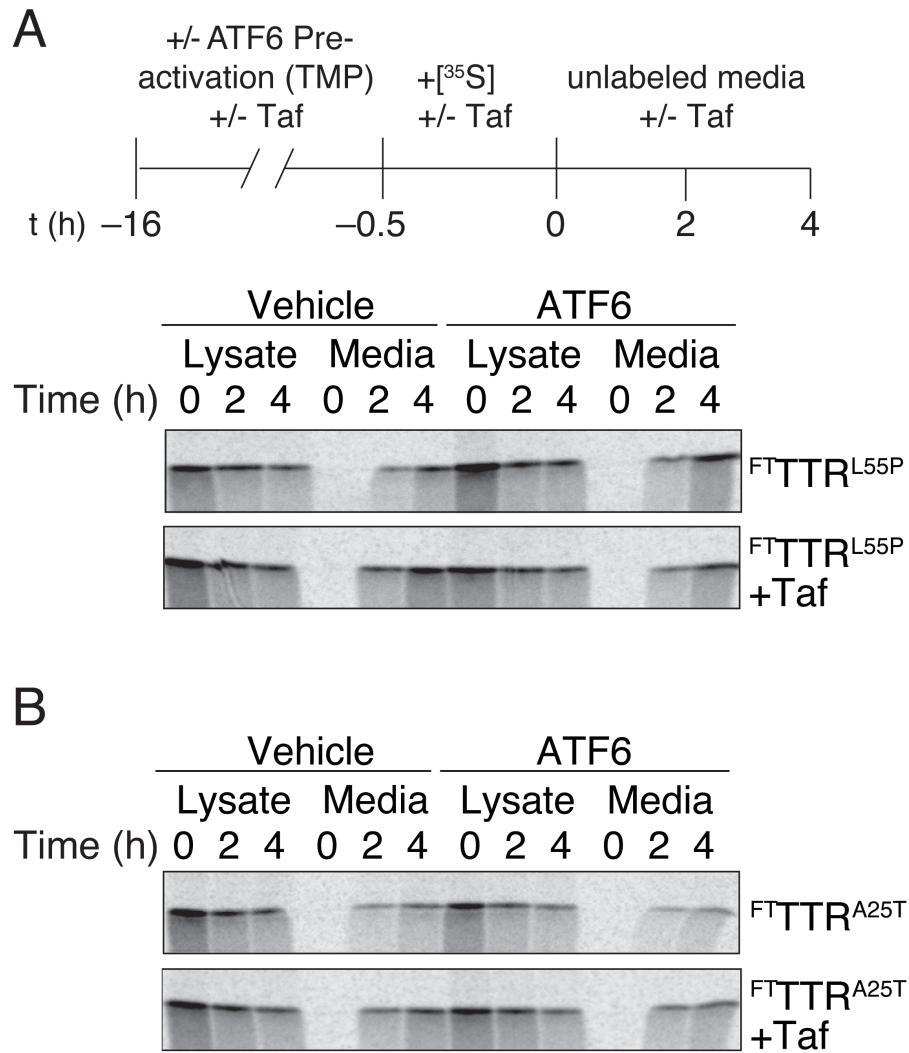 A
+/- ATF6 Pre-
activation (TMP)
+/- Taf
+[³⁵S]
+/- Taf
unlabeled media
+/- Taf
t (h) –16 –0.5 0 2 4
Vehicle ATF6
Lysate Media Lysate Media
Time (h) 0 2 4 0 2 4 0 2 4 0 2 4
ᶠᵀTTRᴸ⁵⁵ᴾ
ᶠᵀTTRᴸ⁵⁵ᴾ
+Taf
B
Vehicle ATF6
Lysate Media Lysate Media
Time (h) 0 2 4 0 2 4 0 2 4 0 2 4
ᶠᵀTTRᴬ²⁵ᵀ
ᶠᵀTTRᴬ²⁵ᵀ
+Taf